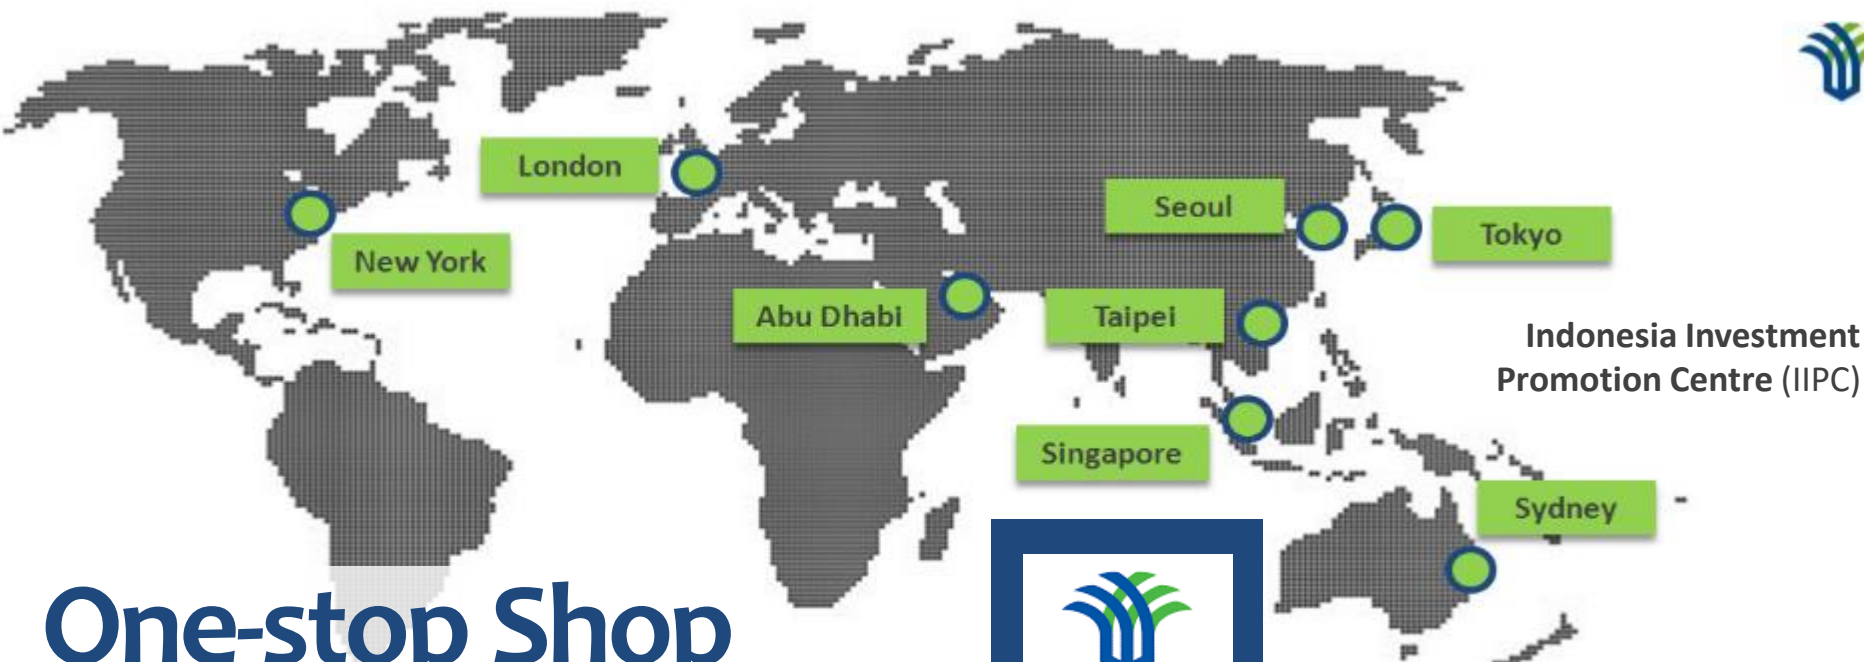 London
Seoul
Tokyo
New York
Abu Dhabi
Taipei
Indonesia Investment
Promotion Centre (IIPC)
Singapore
Sydney
One-stop Shop